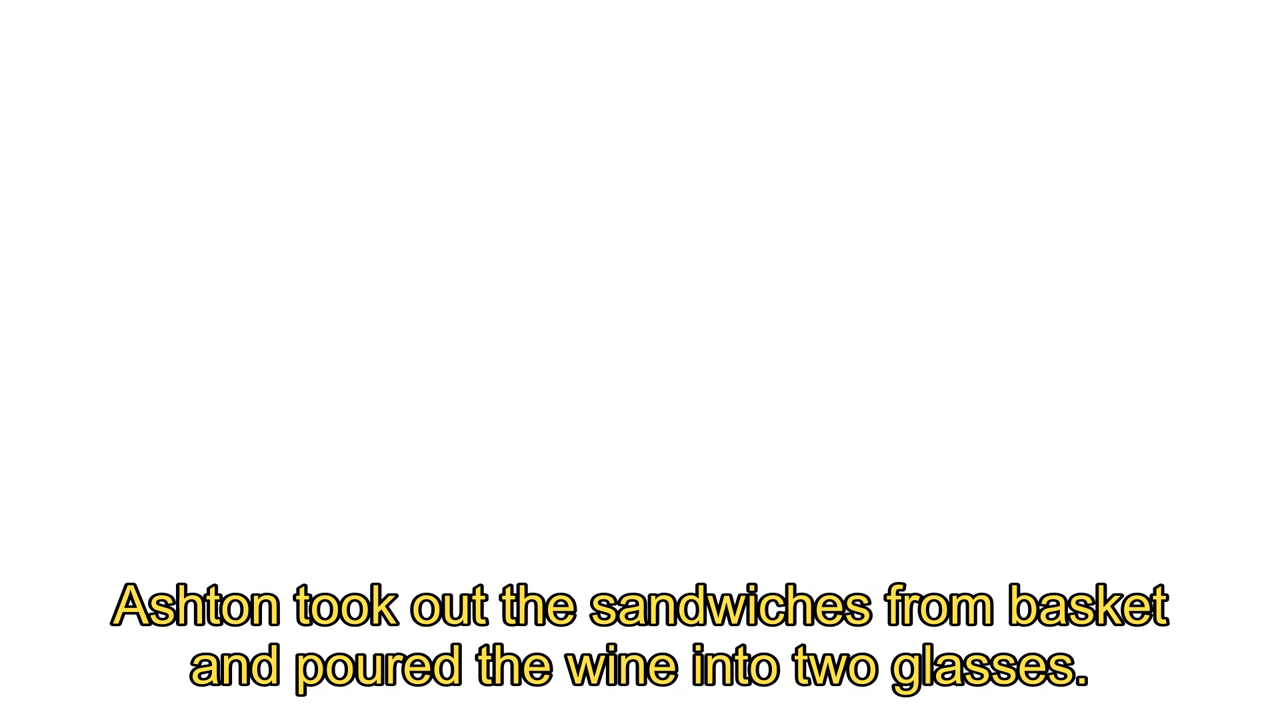 Ashton took out the sandwiches from basket
and poured the wine into two glasses.